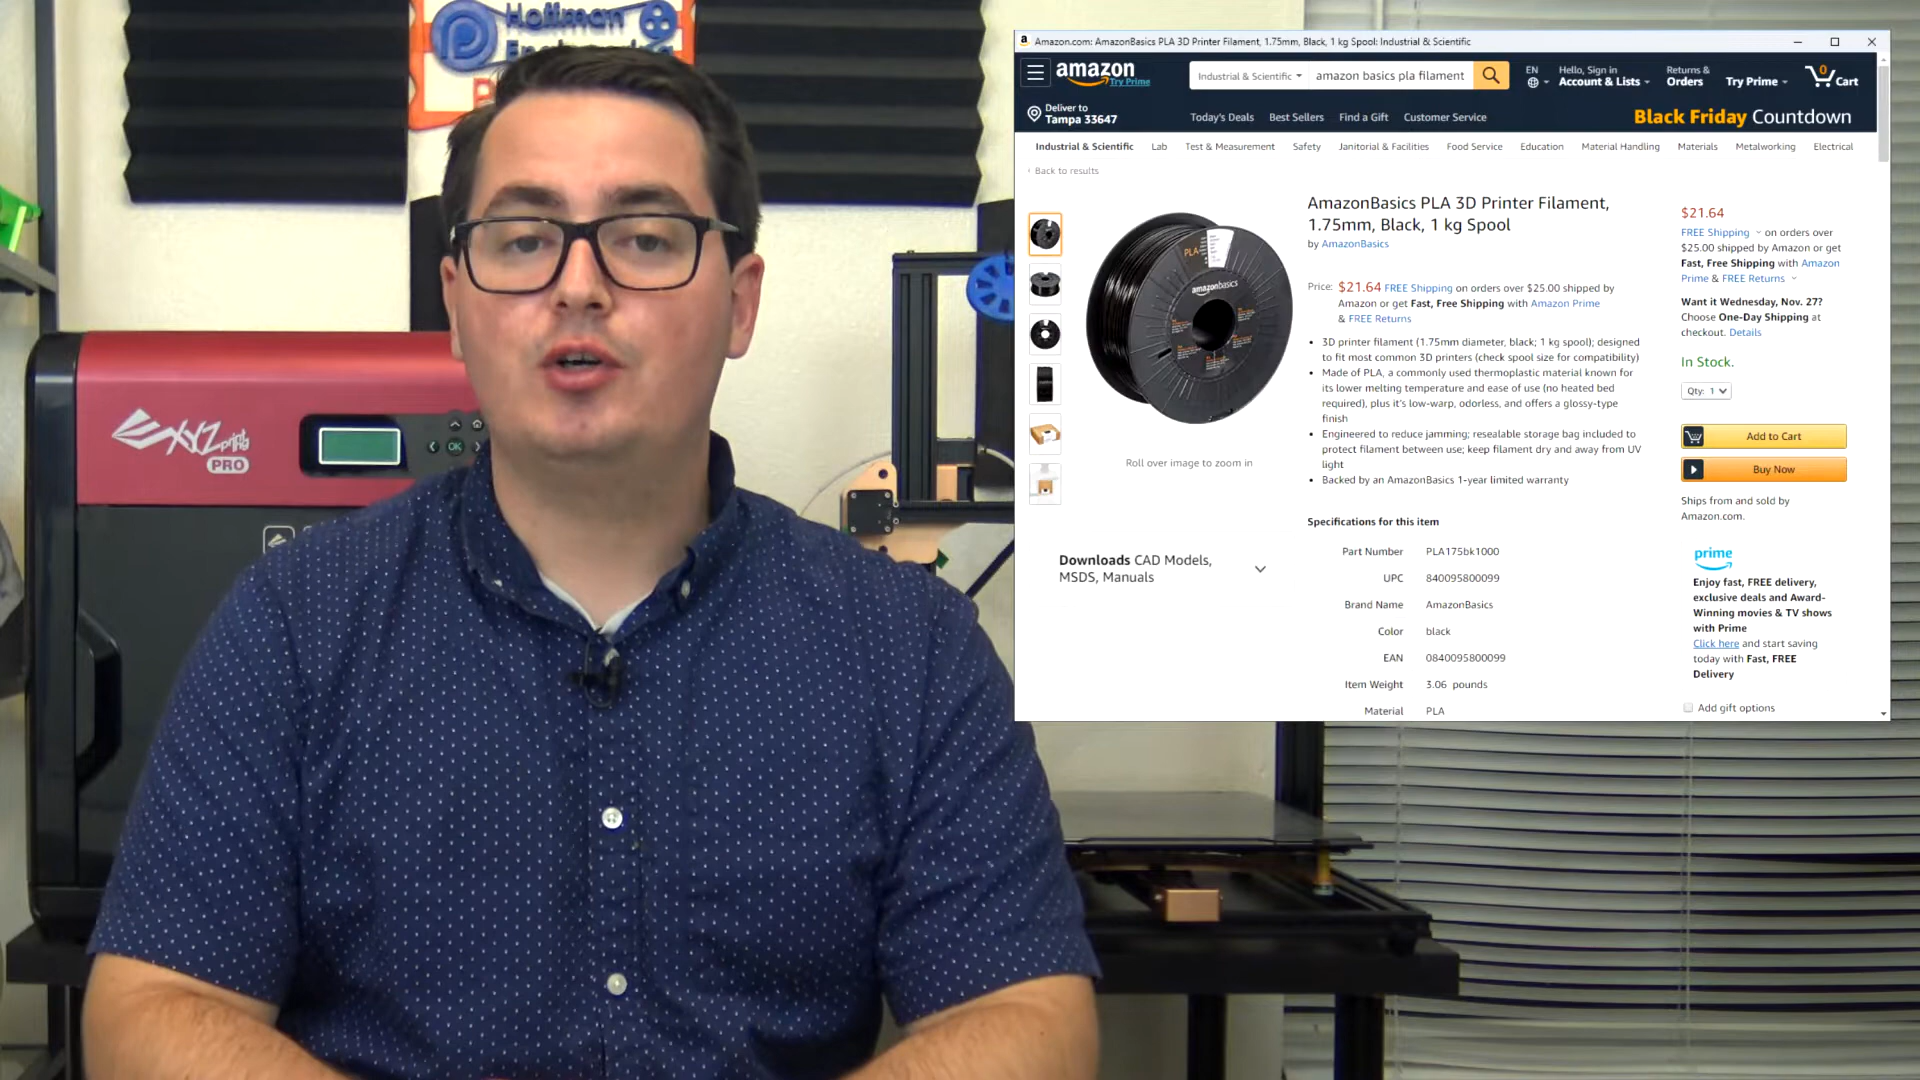 Hoffman
Engineering
P
XYZprinting
PRO
OK
Amazon.com: AmazonBasics PLA 3D Printer Filament, 1.75mm, Black, 1 kg Spool: Industrial & Scientific
amazon
Try Prime
Industrial & Scientific
amazon basics pla filament
EN
Hello, Sign in
Account & Lists
Returns &
Orders
Try Prime
0
Cart
Deliver to
Tampa 33647
Today's Deals Best Sellers Find a Gift Customer Service
Black Friday Countdown
Industrial & Scientific Lab Test & Measurement Safety Janitorial & Facilities Food Service Education Material Handling Materials Metalworking Electrical
‹ Back to results
PLA
amazonbasics
Roll over image to zoom in
Downloads CAD Models,
MSDS, Manuals
AmazonBasics PLA 3D Printer Filament,
1.75mm, Black, 1 kg Spool
by AmazonBasics
Price: $21.64 FREE Shipping on orders over $25.00 shipped by
Amazon or get Fast, Free Shipping with Amazon Prime
& FREE Returns
• 3D printer filament (1.75mm diameter, black; 1 kg spool); designed
to fit most common 3D printers (check spool size for compatibility)
• Made of PLA, a commonly used thermoplastic material known for
its lower melting temperature and ease of use (no heated bed
required), plus it's low-warp, odorless, and offers a glossy-type
finish
• Engineered to reduce jamming; resealable storage bag included to
protect filament between use; keep filament dry and away from UV
light
• Backed by an AmazonBasics 1-year limited warranty
Specifications for this item
Part Number PLA175bk1000
UPC 840095800099
Brand Name AmazonBasics
Color black
EAN 0840095800099
Item Weight 3.06 pounds
Material PLA
$21.64
FREE Shipping on orders over
$25.00 shipped by Amazon or get
Fast, Free Shipping with Amazon
Prime & FREE Returns
Want it Wednesday, Nov. 27?
Choose One-Day Shipping at
checkout. Details
In Stock.
Qty: 1
Add to Cart
Buy Now
Ships from and sold by
Amazon.com.
prime
Enjoy fast, FREE delivery,
exclusive deals and Award-
Winning movies & TV shows
with Prime
Click here and start saving
today with Fast, FREE
Delivery
Add gift options